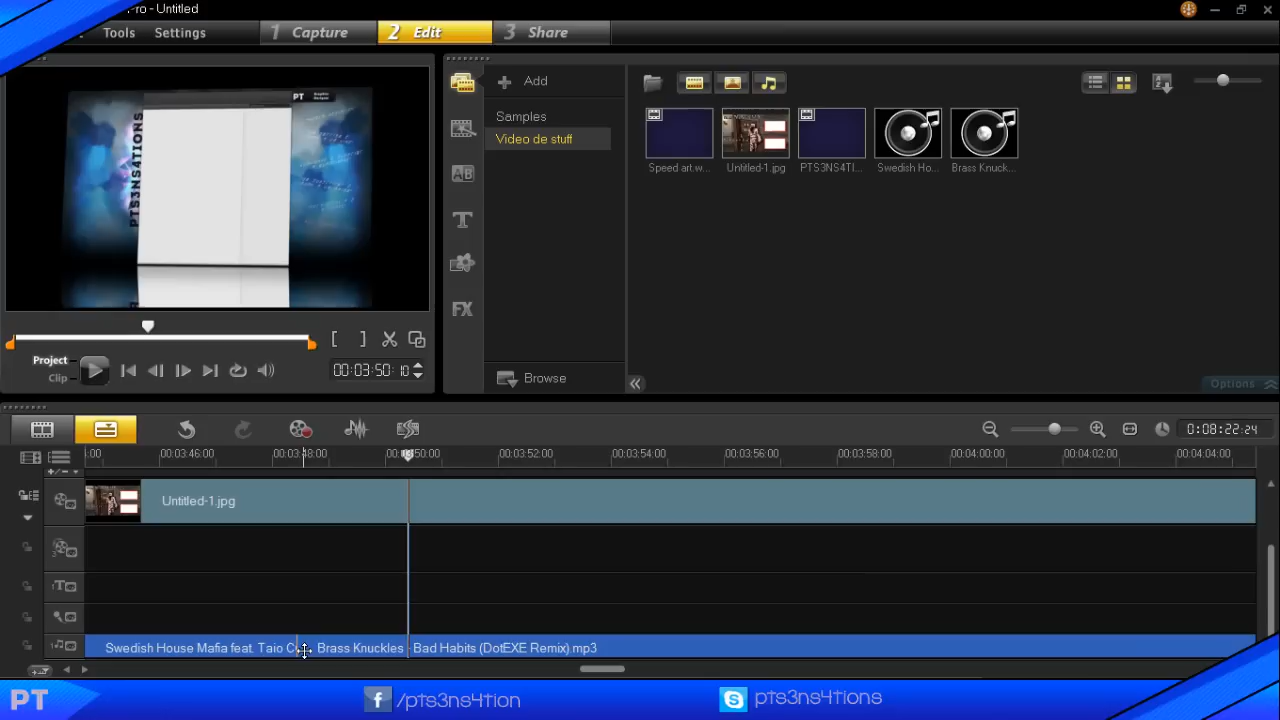 Pro - Untitled
Tools Settings 1 Capture 2 Edit 3 Share
PT
PTS3NS4TIONS
Project
Clip
00:03:50:10
Add
Samples
Video de stuff
Browse
AB
T
FX
Speed art.w... Untitled-1.jpg PTS3NS4TI... Swedish Ho... Brass Knuck...
Options
0:08:22:24
:00 00:03:46:00 00:03:48:00 00:03:50:00 00:03:52:00 00:03:54:00 00:03:56:00 00:03:58:00 00:04:00:00 00:04:02:00 00:04:04:00
Untitled-1.jpg
Swedish House Mafia feat. Taio C Brass Knuckles - Bad Habits (DotEXE Remix).mp3
PT f /pts3ns4tion S pts3ns4tions